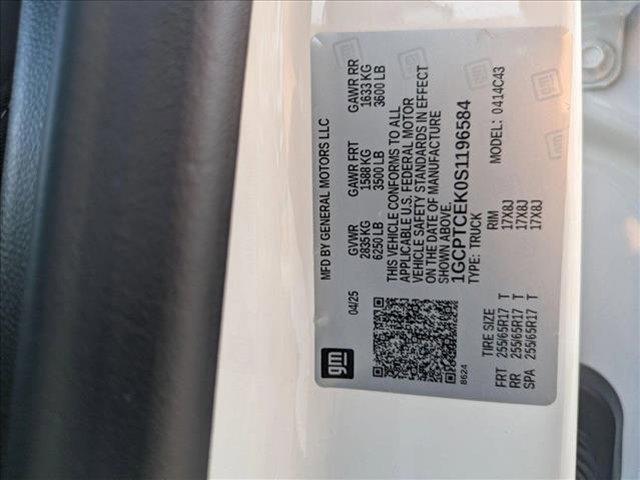 gm
MFD BY GENERAL MOTORS LLC
04/25
GVWR GAWR FRT GAWR RR
2835 KG 1588 KG 1633 KG
6250 LB 3500 LB 3600 LB
THIS VEHICLE CONFORMS TO ALL
APPLICABLE U.S. FEDERAL MOTOR
VEHICLE SAFETY STANDARDS IN EFFECT
ON THE DATE OF MANUFACTURE
SHOWN ABOVE.
1GCPTCEK0S1196584
TYPE: TRUCK MODEL: 0414C43
8624
TIRE SIZE RIM
FRT 255/65R17 T 17X8J
RR 255/65R17 T 17X8J
SPA 255/65R17 T 17X8J